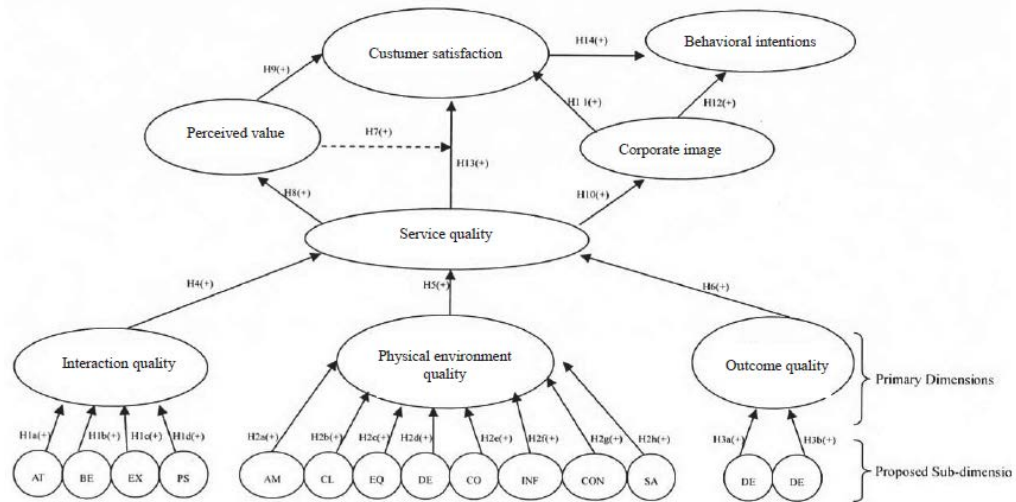 Custumer satisfaction
H14(+)
Behavioral intentions
H9(+)
H11(+)
H12(+)
Perceived value
H7(+)
Corporate image
H13(+)
H8(+)
H10(+)
Service quality
H4(+)
H5(+)
H6(+)
Interaction quality
Physical environment
quality
Outcome quality
Primary Dimensions
H1a(+)
H1b(+)
H1c(+)
H1d(+)
H2a(+)
H2b(+)
H2c(+)
H2d(+)
H2e(+)
H2f(+)
H2g(+)
H2h(+)
H3a(+)
H3b(+)
AT
BE
EX
PS
AM
CL
EQ
DE
CO
INF
CON
SA
DE
DE
Proposed Sub-dimensio